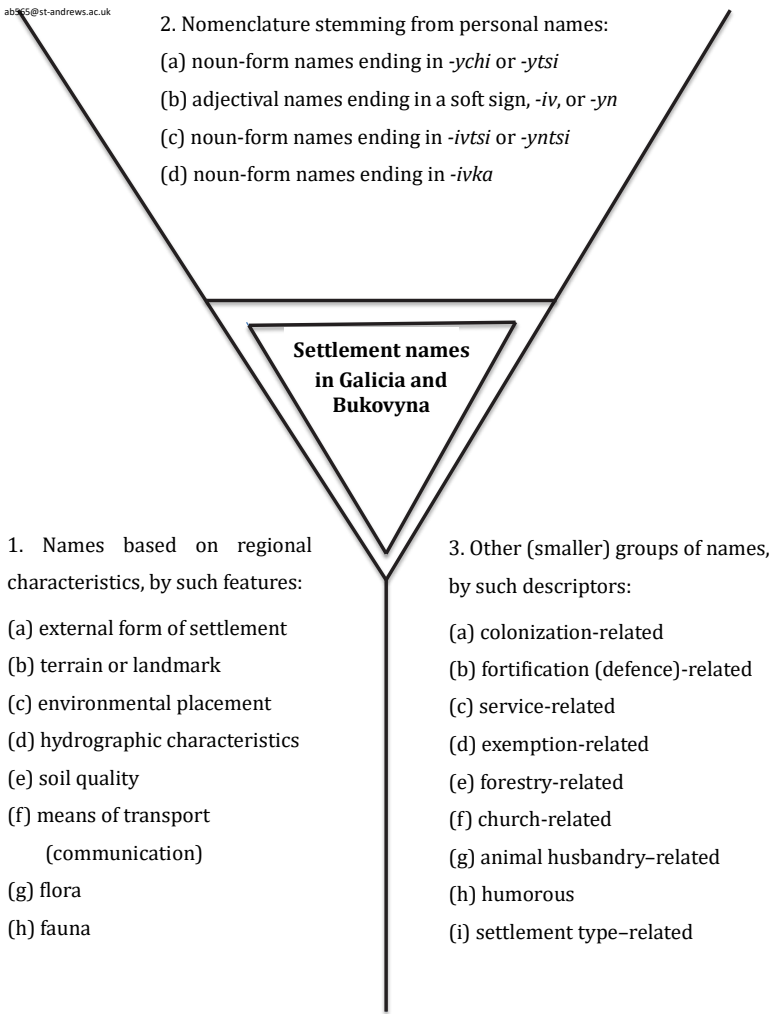 ab565@st-andrews.ac.uk
2. Nomenclature stemming from personal names:
(a) noun-form names ending in -ychi or -ytsi
(b) adjectival names ending in a soft sign, -iv, or -yn
(c) noun-form names ending in -ivtsi or -yntsi
(d) noun-form names ending in -ivka
Settlement names
in Galicia and
Bukovyna
1. Names based on regional
characteristics, by such features:
(a) external form of settlement
(b) terrain or landmark
(c) environmental placement
(d) hydrographic characteristics
(e) soil quality
(f) means of transport
(communication)
(g) flora
(h) fauna
3. Other (smaller) groups of names,
by such descriptors:
(a) colonization-related
(b) fortification (defence)-related
(c) service-related
(d) exemption-related
(e) forestry-related
(f) church-related
(g) animal husbandry–related
(h) humorous
(i) settlement type–related